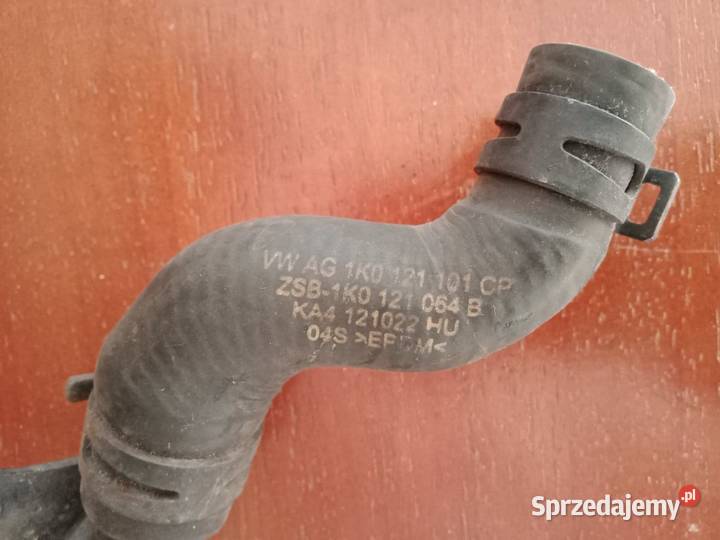 VW AG 1K0 121 101 CP
ZSB-1K0 121 064 B
KA4 121022 HU
04S >EPDM<
Sprzedajemy.pl